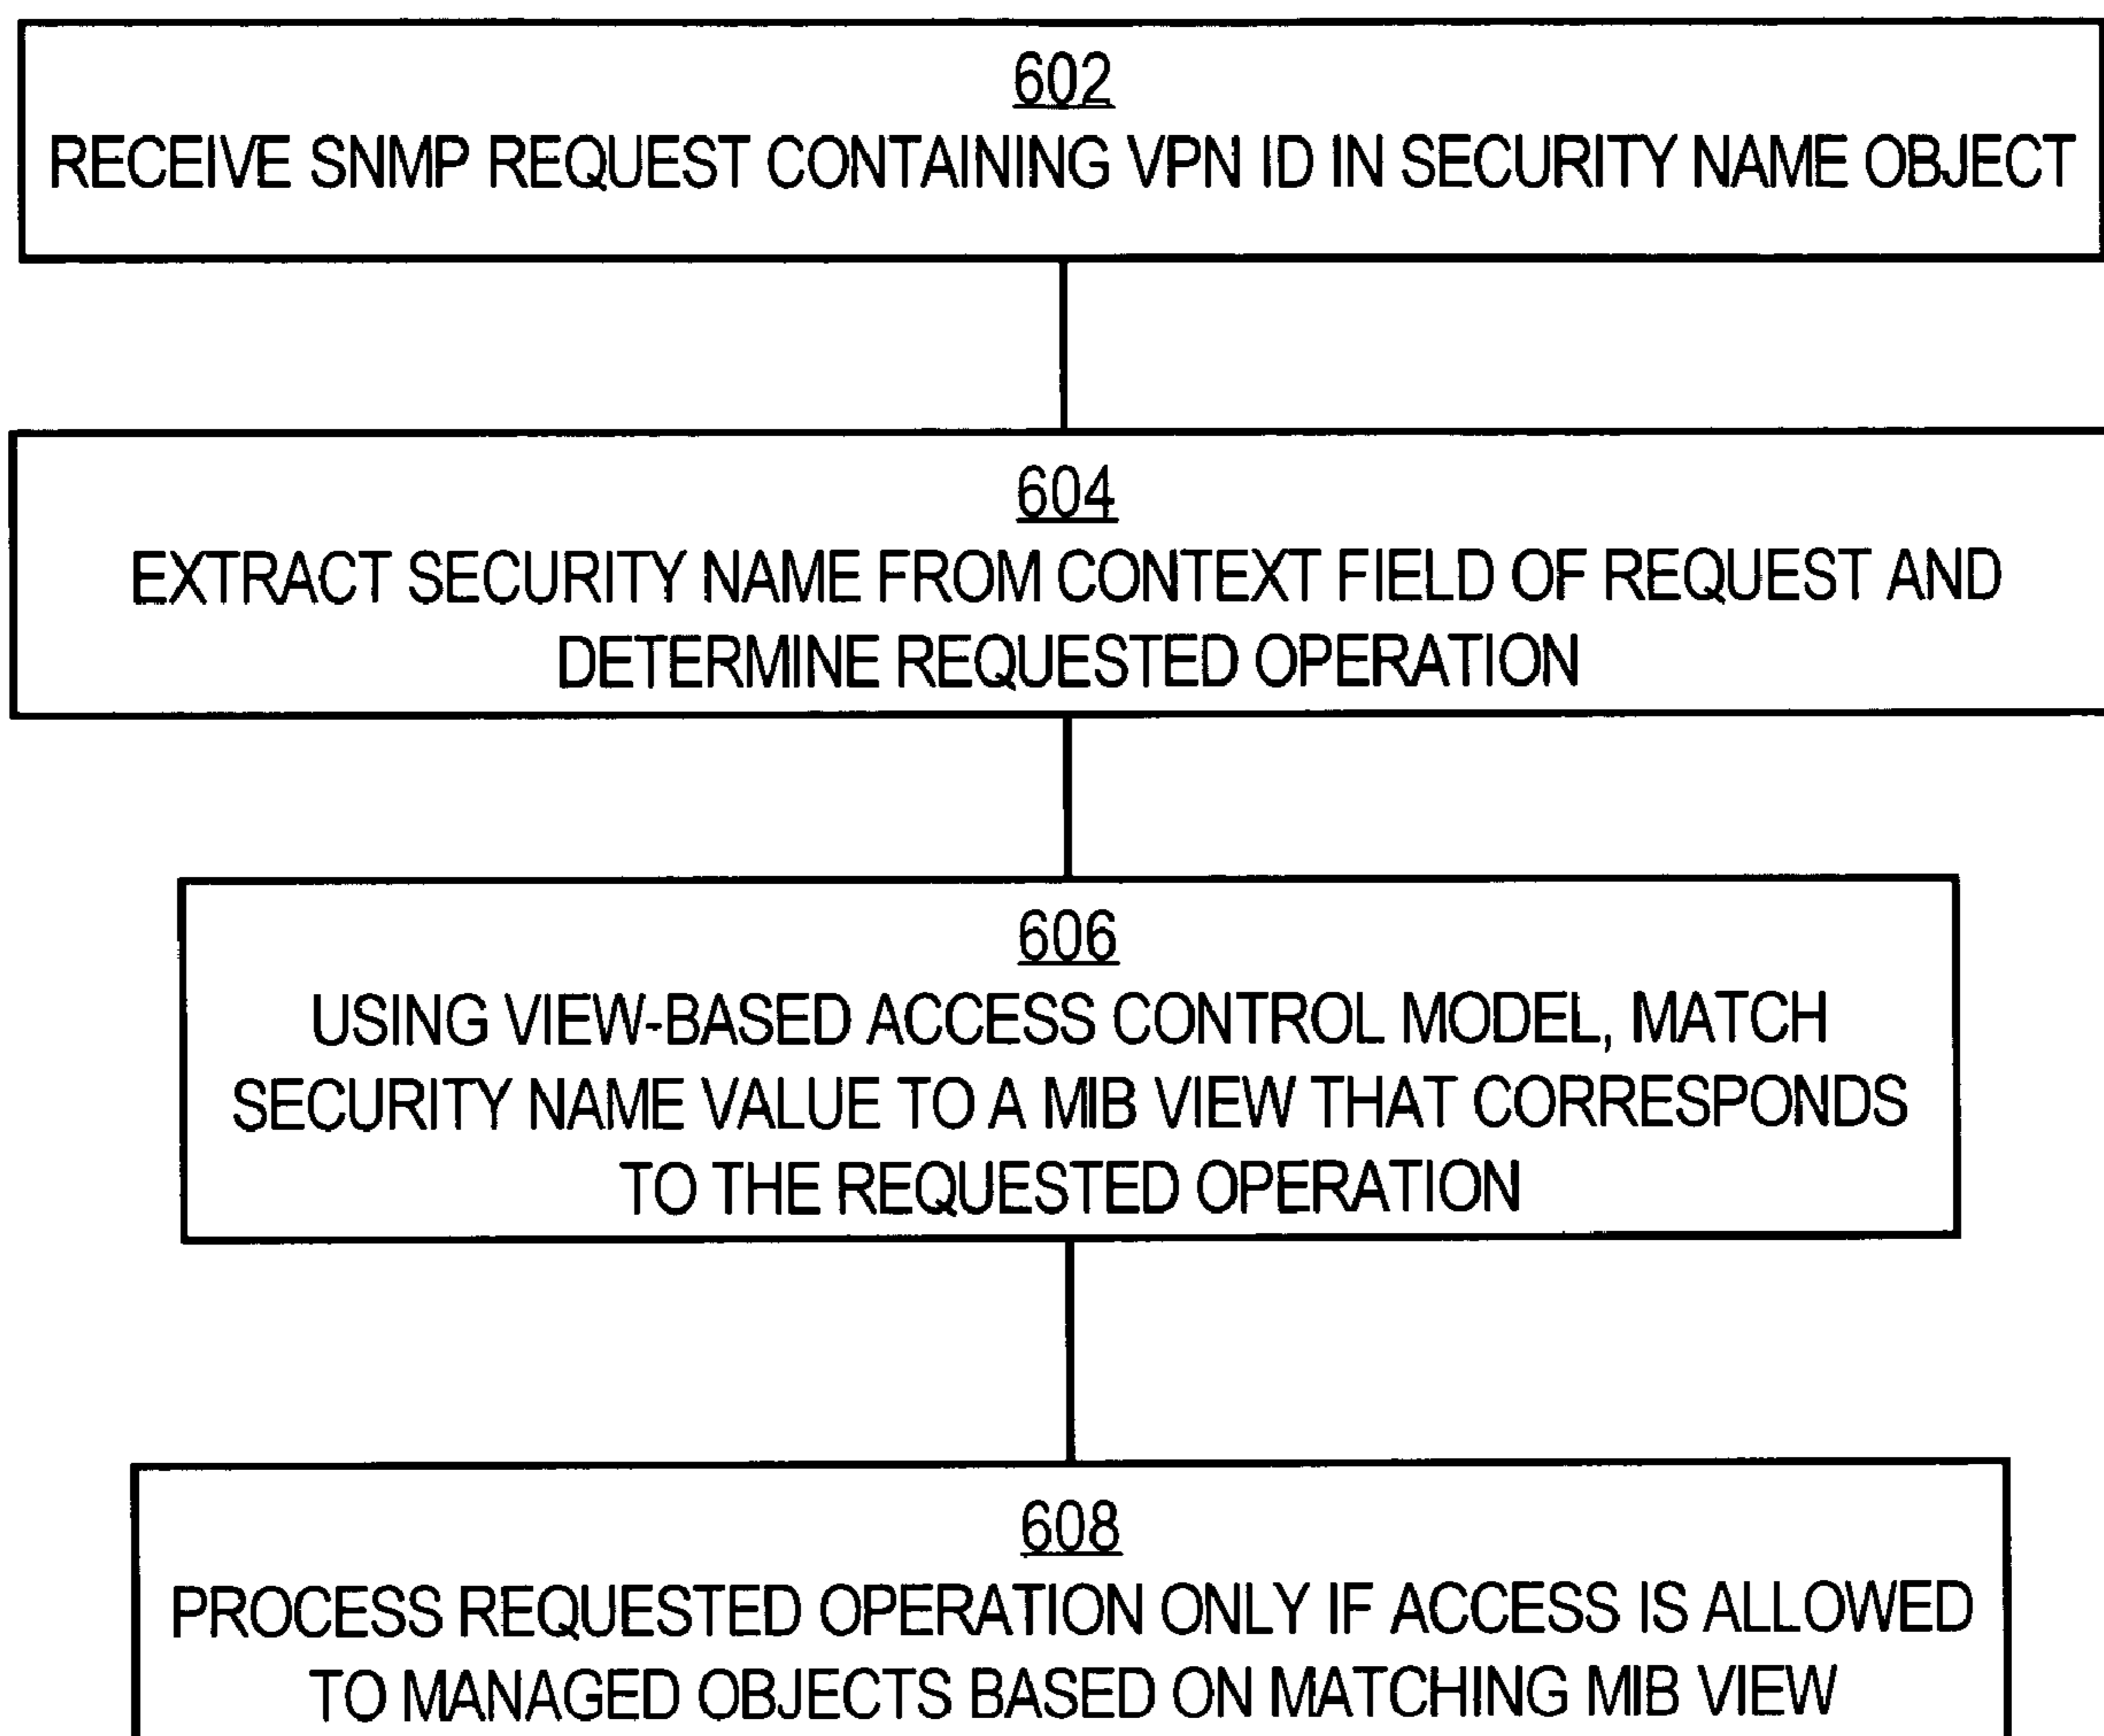 602
RECEIVE SNMP REQUEST CONTAINING VPN ID IN SECURITY NAME OBJECT
604
EXTRACT SECURITY NAME FROM CONTEXT FIELD OF REQUEST AND
DETERMINE REQUESTED OPERATION
606
USING VIEW-BASED ACCESS CONTROL MODEL, MATCH
SECURITY NAME VALUE TO A MIB VIEW THAT CORRESPONDS
TO THE REQUESTED OPERATION
608
PROCESS REQUESTED OPERATION ONLY IF ACCESS IS ALLOWED
TO MANAGED OBJECTS BASED ON MATCHING MIB VIEW